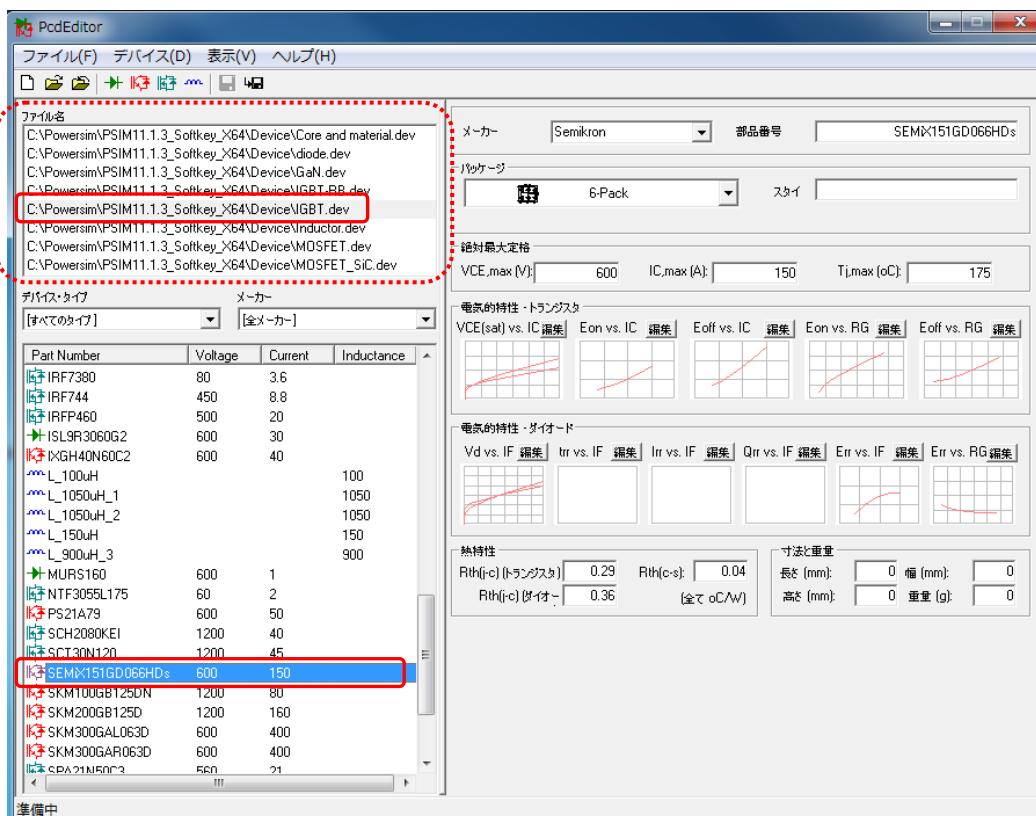 PcdEditor
ファイル(F) デバイス(D) 表示(V) ヘルプ(H)
ファイル名
C:\Powersim\PSIM11.1.3_Softkey_X64\Device\Core and material.dev
C:\Powersim\PSIM11.1.3_Softkey_X64\Device\diode.dev
C:\Powersim\PSIM11.1.3_Softkey_X64\Device\GaN.dev
C:\Powersim\PSIM11.1.3_Softkey_X64\Device\IGBT-RB.dev
C:\Powersim\PSIM11.1.3_Softkey_X64\Device\IGBT.dev
C:\Powersim\PSIM11.1.3_Softkey_X64\Device\Inductor.dev
C:\Powersim\PSIM11.1.3_Softkey_X64\Device\MOSFET.dev
C:\Powersim\PSIM11.1.3_Softkey_X64\Device\MOSFET_SiC.dev
デバイス・タイプ メーカー
[すべてのタイプ] [全メーカー]
Part Number Voltage Current Inductance
IRF7380 80 3.6
IRF744 450 8.8
IRFP460 500 20
ISL9R3060G2 600 30
IXGH40N60C2 600 40
L_100uH 100
L_1050uH_1 1050
L_1050uH_2 1050
L_150uH 150
L_900uH_3 900
MURS160 600 1
NTF3055L175 60 2
PS21A79 600 50
SCH2080KEI 1200 40
SCT30N120 1200 45
SEMiX151GD066HDs 600 150
SKM100GB125DN 1200 80
SKM200GB125D 1200 160
SKM300GAL063D 600 400
SKM300GAR063D 600 400
SPA21N50C3 560 21
準備中
メーカー Semikron 部品番号 SEMiX151GD066HDs
パッケージ
6-Pack スタイ
絶対最大定格
VCE,max (V): 600 IC,max (A): 150 Tj,max (oC): 175
電気的特性 - トランジスタ
VCE(sat) vs. IC 編集 Eon vs. IC 編集 Eoff vs. IC 編集 Eon vs. RG 編集 Eoff vs. RG 編集
電気的特性 - ダイオード
Vd vs. IF 編集 trr vs. IF 編集 Irr vs. IF 編集 Qrr vs. IF 編集 Err vs. IF 編集 Err vs. RG 編集
熱特性
Rth(j-c) (トランジスタ) 0.29 Rth(c-s): 0.04
Rth(j-c) (ダイオー 0.36 (全て oC/W)
寸法と重量
長さ (mm): 0 幅 (mm): 0
高さ (mm): 0 重量 (g): 0